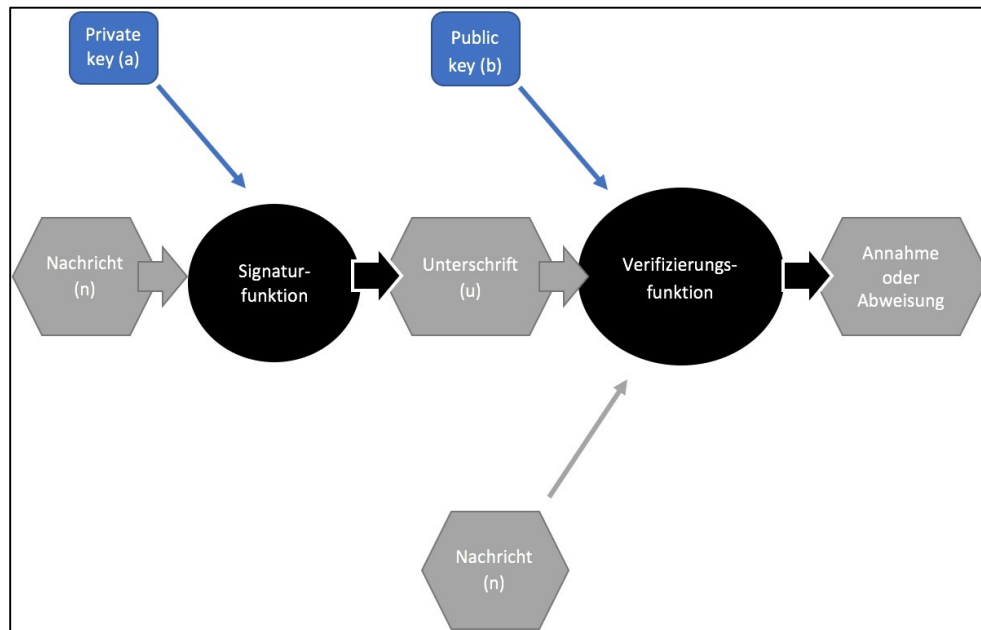 Private
key (a)
Public
key (b)
Nachricht
(n)
Signatur-
funktion
Unterschrift
(u)
Verifizierungs-
funktion
Annahme
oder
Abweisung
Nachricht
(n)